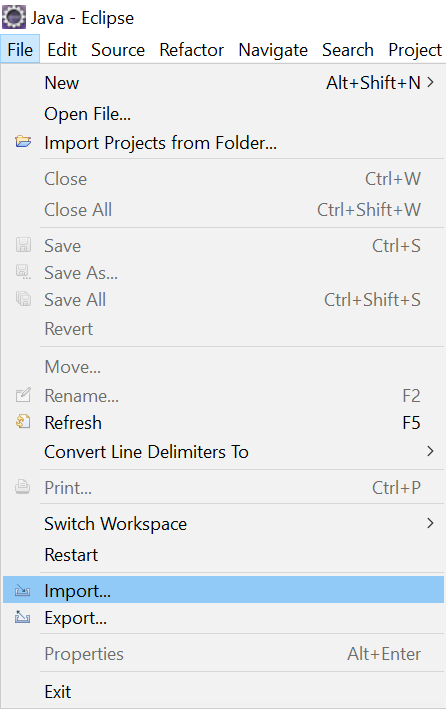 Java - Eclipse
File Edit Source Refactor Navigate Search Project
New Alt+Shift+N >
Open File...
Import Projects from Folder...
Close Ctrl+W
Close All Ctrl+Shift+W
Save Ctrl+S
Save As...
Save All Ctrl+Shift+S
Revert
Move...
Rename... F2
Refresh F5
Convert Line Delimiters To >
Print... Ctrl+P
Switch Workspace >
Restart
Import...
Export...
Properties Alt+Enter
Exit